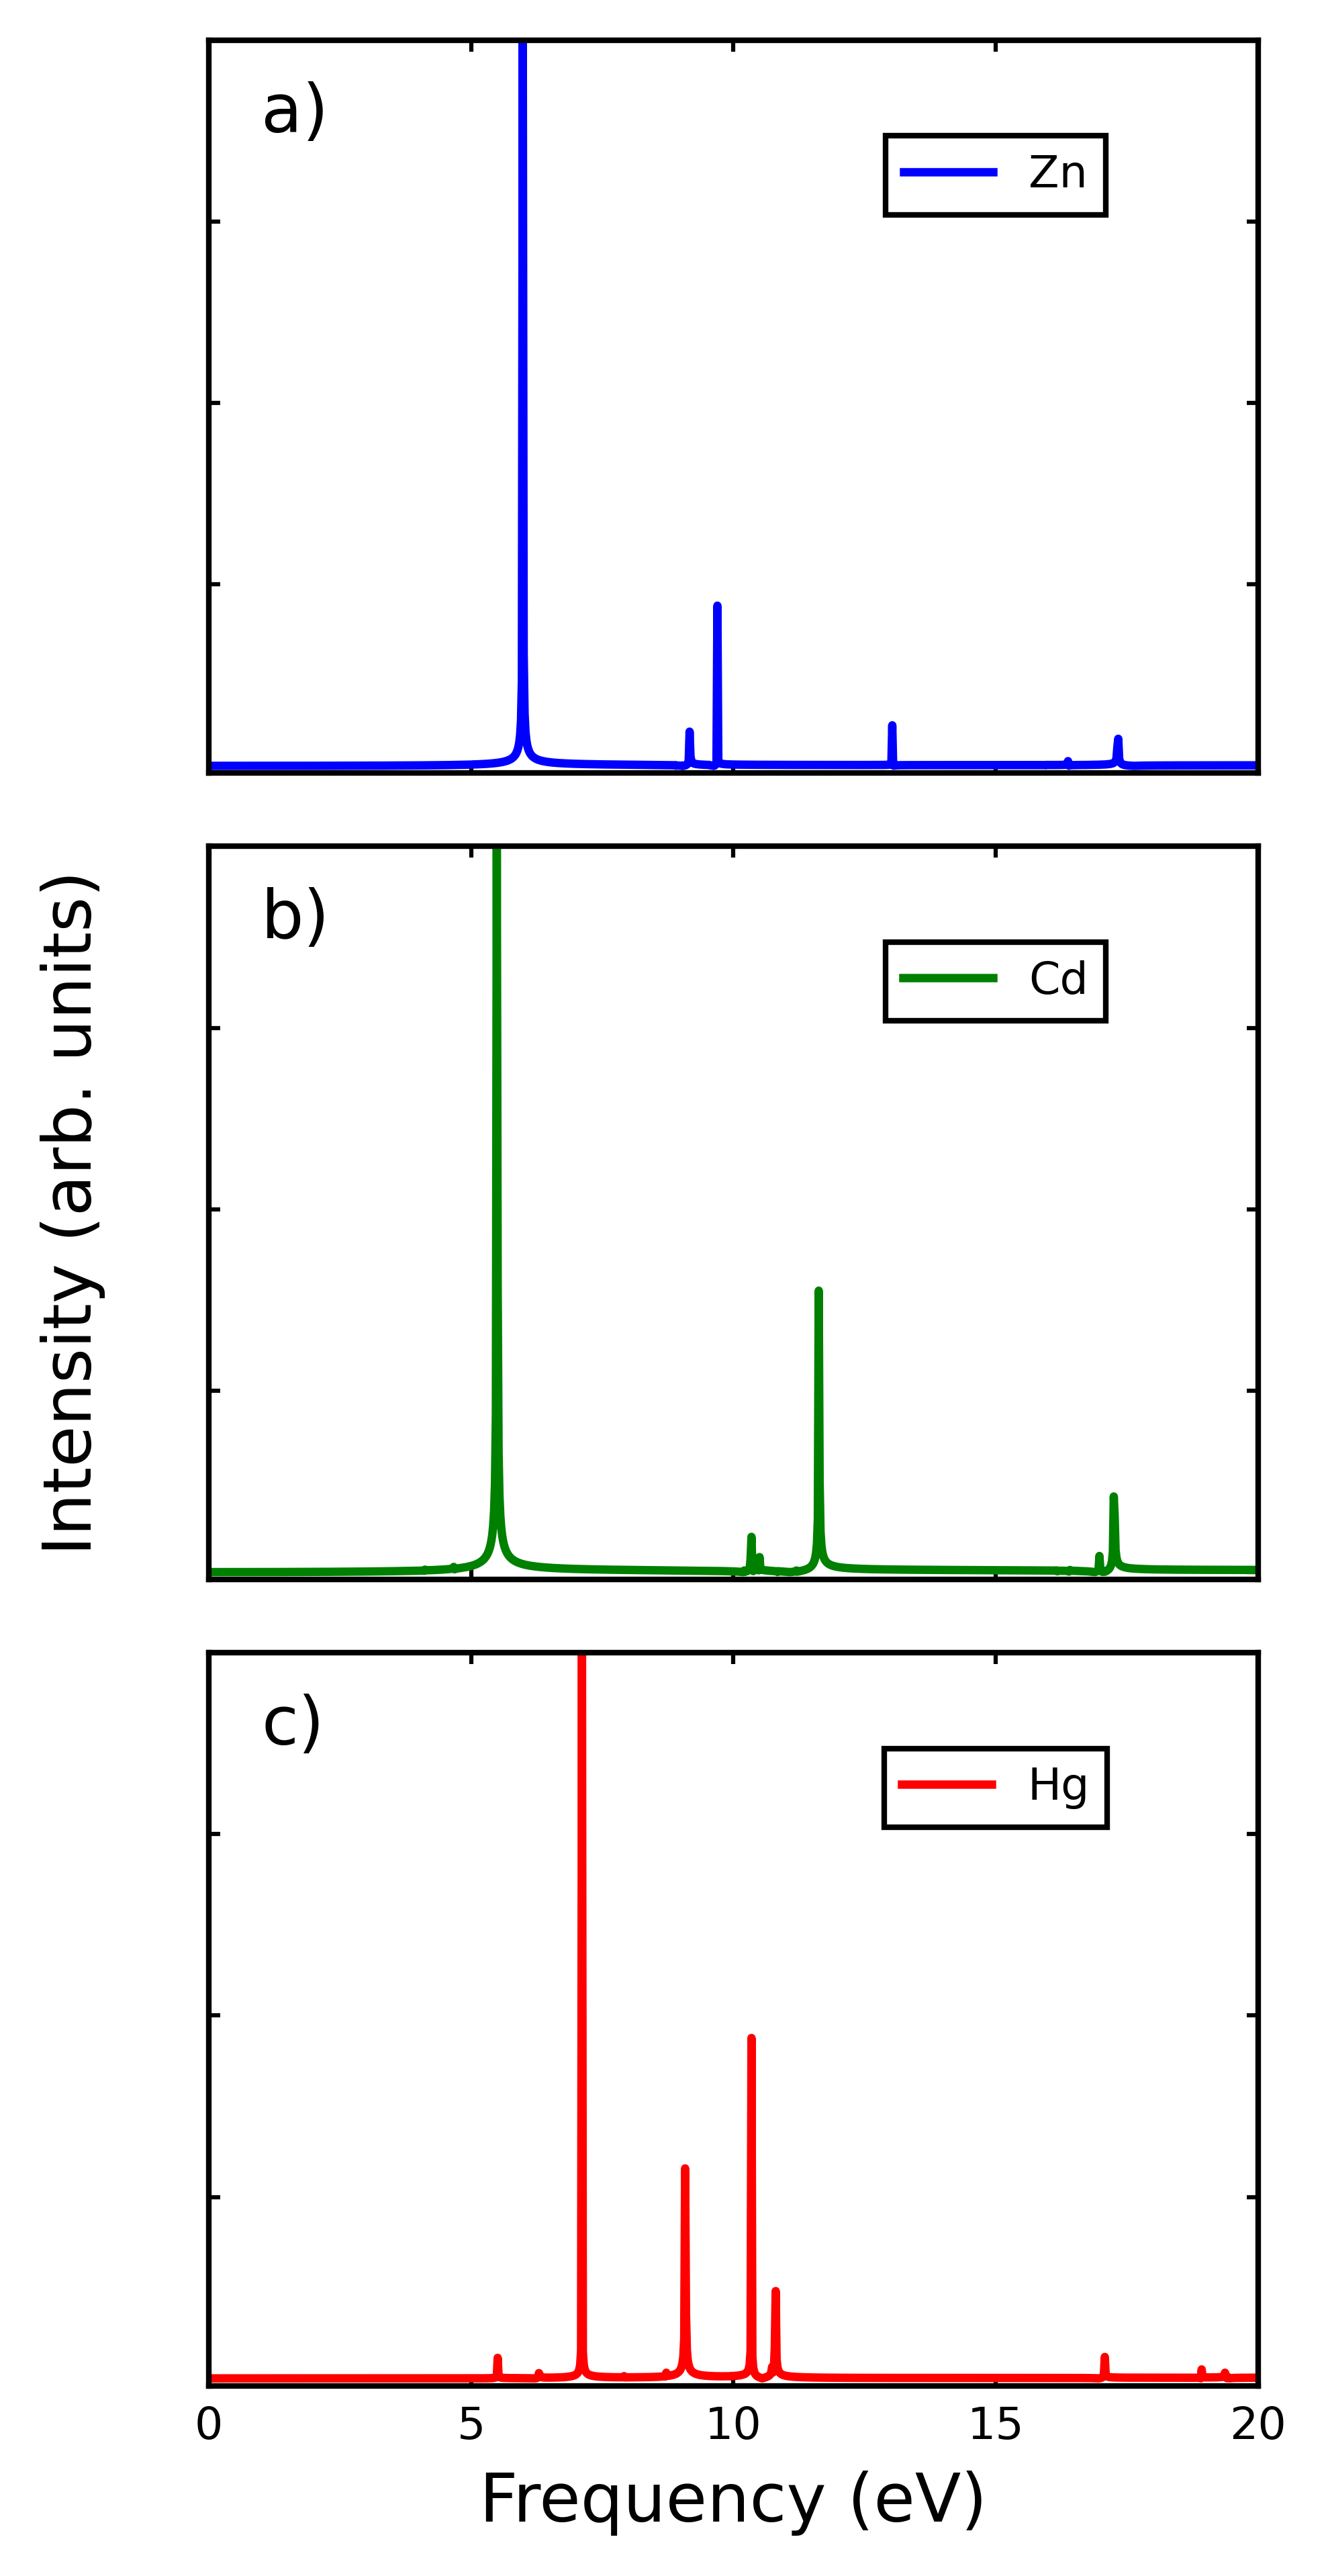 a)
Zn
b)
Cd
Intensity (arb. units)
c)
Hg
0 5 10 15 20
Frequency (eV)